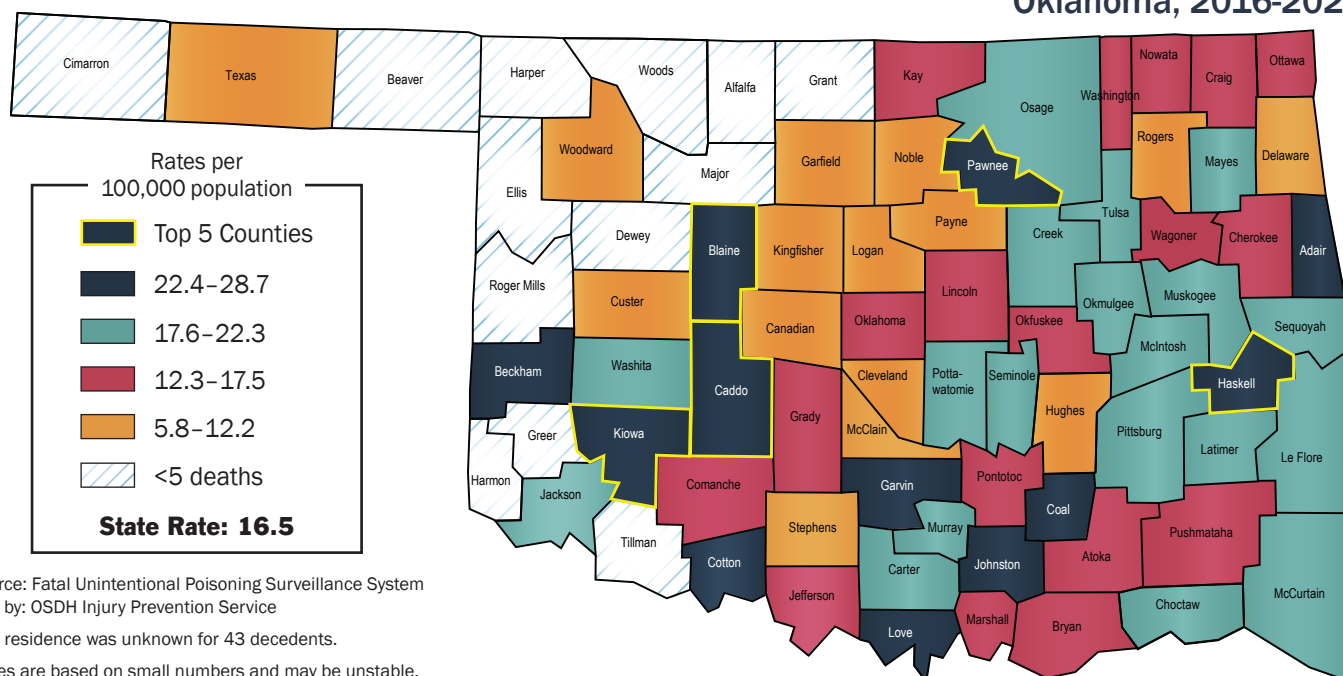 Oklahoma, 2016-202
Cimarron
Texas
Beaver
Harper
Woods
Alfalfa
Grant
Kay
Osage
Washington
Nowata
Craig
Ottawa
Woodward
Garfield
Noble
Pawnee
Rogers
Mayes
Delaware
Ellis
Major
Dewey
Blaine
Kingfisher
Logan
Payne
Creek
Tulsa
Wagoner
Cherokee
Adair
Roger Mills
Custer
Canadian
Oklahoma
Lincoln
Okfuskee
Okmulgee
Muskogee
Sequoyah
McIntosh
Beckham
Washita
Caddo
Grady
Cleveland
McClain
Potta-
watomie
Seminole
Hughes
Pittsburg
Haskell
Latimer
Le Flore
Greer
Kiowa
Harmon
Jackson
Comanche
Garvin
Pontotoc
Coal
Tillman
Stephens
Murray
Johnston
Atoka
Pushmataha
Cotton
Carter
Jefferson
Love
Marshall
Bryan
Choctaw
McCurtain
Rates per
100,000 population
Top 5 Counties
22.4–28.7
17.6–22.3
12.3–17.5
5.8–12.2
<5 deaths
State Rate: 16.5
rce: Fatal Unintentional Poisoning Surveillance System
by: OSDH Injury Prevention Service
residence was unknown for 43 decedents.
es are based on small numbers and may be unstable.